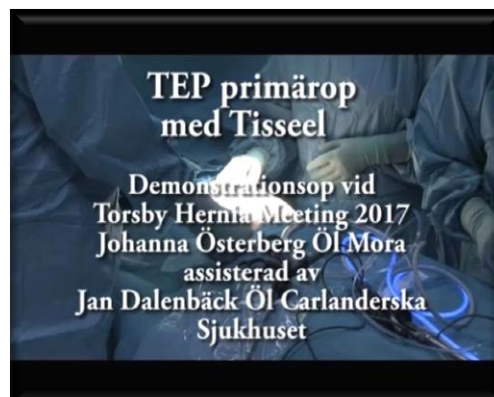 TEP primärop
med Tisseel
Demonstrationsop vid
Torsby Hernia Meeting 2017
Johanna Österberg Öl Mora
assisterad av
Jan Dalenbäck Öl Carlanderska
Sjukhuset